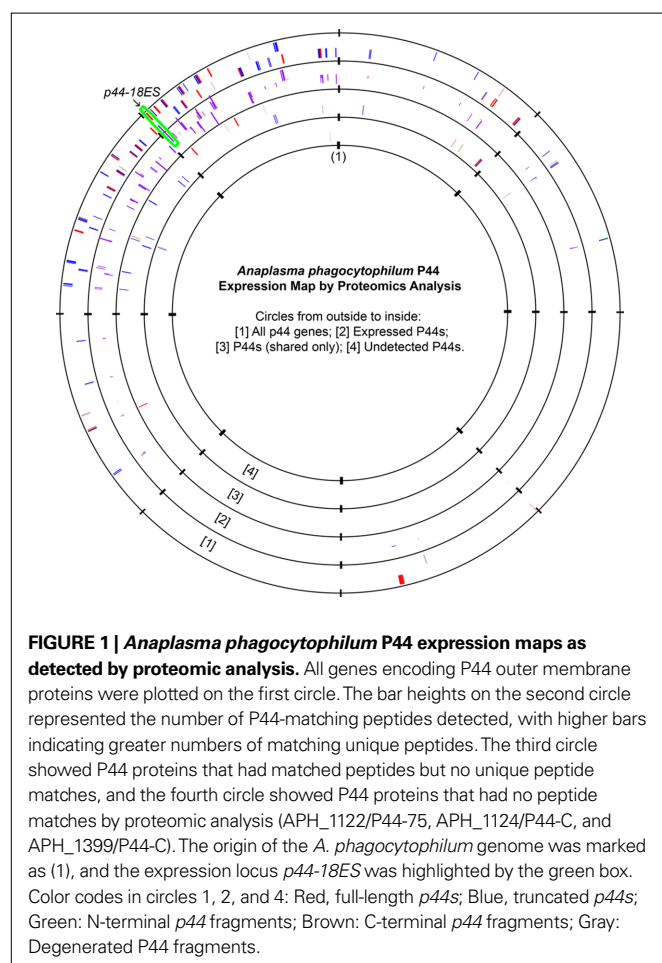 p44-18ES
(1)
Anaplasma phagocytophilum P44
Expression Map by Proteomics Analysis
Circles from outside to inside:
[1] All p44 genes; [2] Expressed P44s;
[3] P44s (shared only); [4] Undetected P44s.
[4]
[3]
[2]
[1]
FIGURE 1 | Anaplasma phagocytophilum P44 expression maps as
detected by proteomic analysis. All genes encoding P44 outer membrane
proteins were plotted on the first circle. The bar heights on the second circle
represented the number of P44-matching peptides detected, with higher bars
indicating greater numbers of matching unique peptides. The third circle
showed P44 proteins that had matched peptides but no unique peptide
matches, and the fourth circle showed P44 proteins that had no peptide
matches by proteomic analysis (APH_1122/P44-75, APH_1124/P44-C, and
APH_1399/P44-C). The origin of the A. phagocytophilum genome was marked
as (1), and the expression locus p44-18ES was highlighted by the green box.
Color codes in circles 1, 2, and 4: Red, full-length p44s; Blue, truncated p44s;
Green: N-terminal p44 fragments; Brown: C-terminal p44 fragments; Gray:
Degenerated P44 fragments.